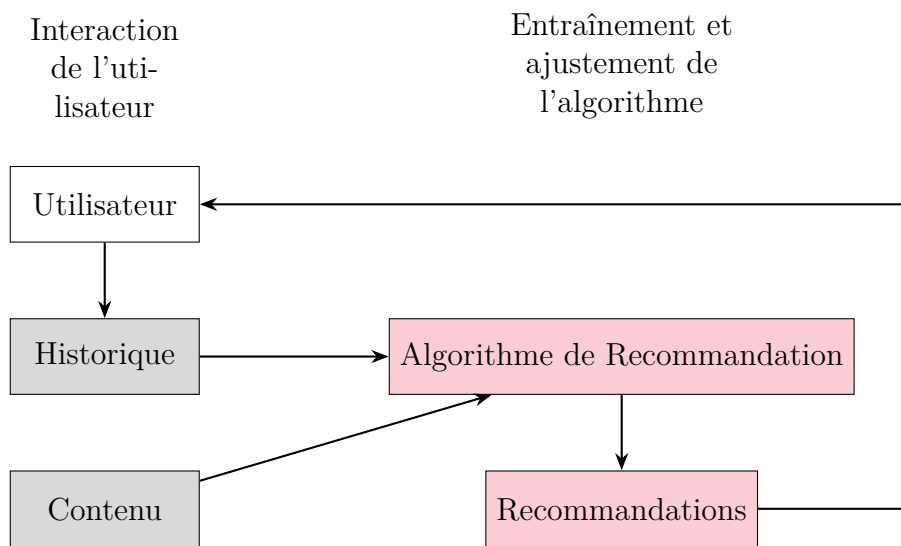 Interaction
de l'uti-
lisateur
Entraînement et
ajustement de
l'algorithme
Utilisateur
Historique
Algorithme de Recommandation
Contenu
Recommandations